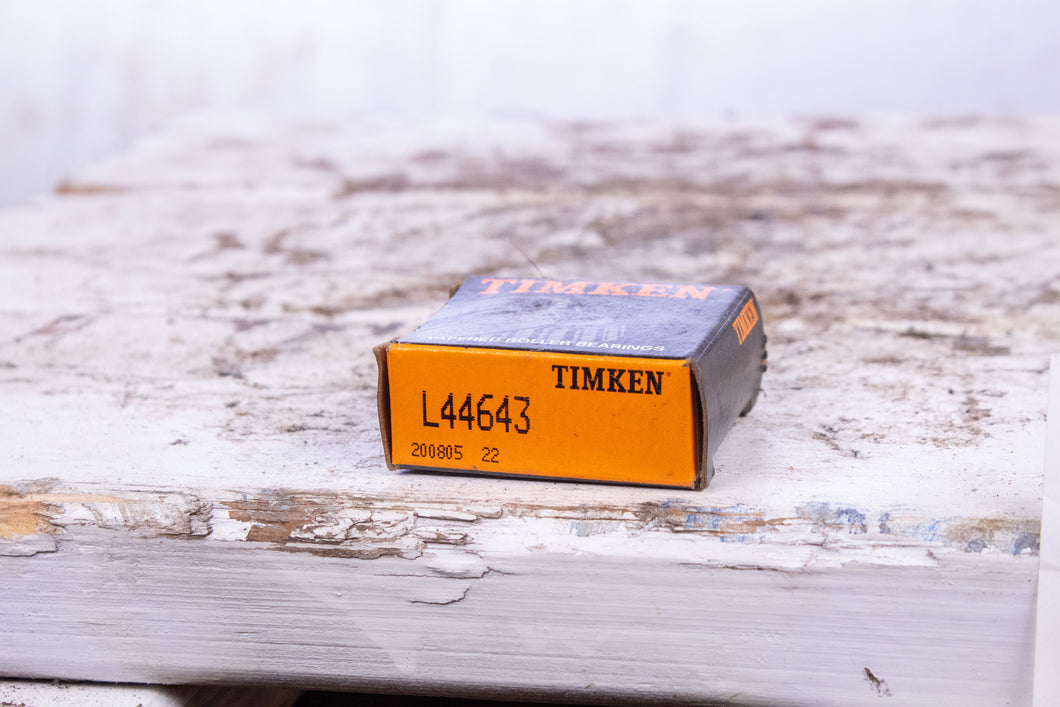 TIMKEN
TAPERED ROLLER BEARINGS
TIMKEN
TIMKEN
L44643
200805 22